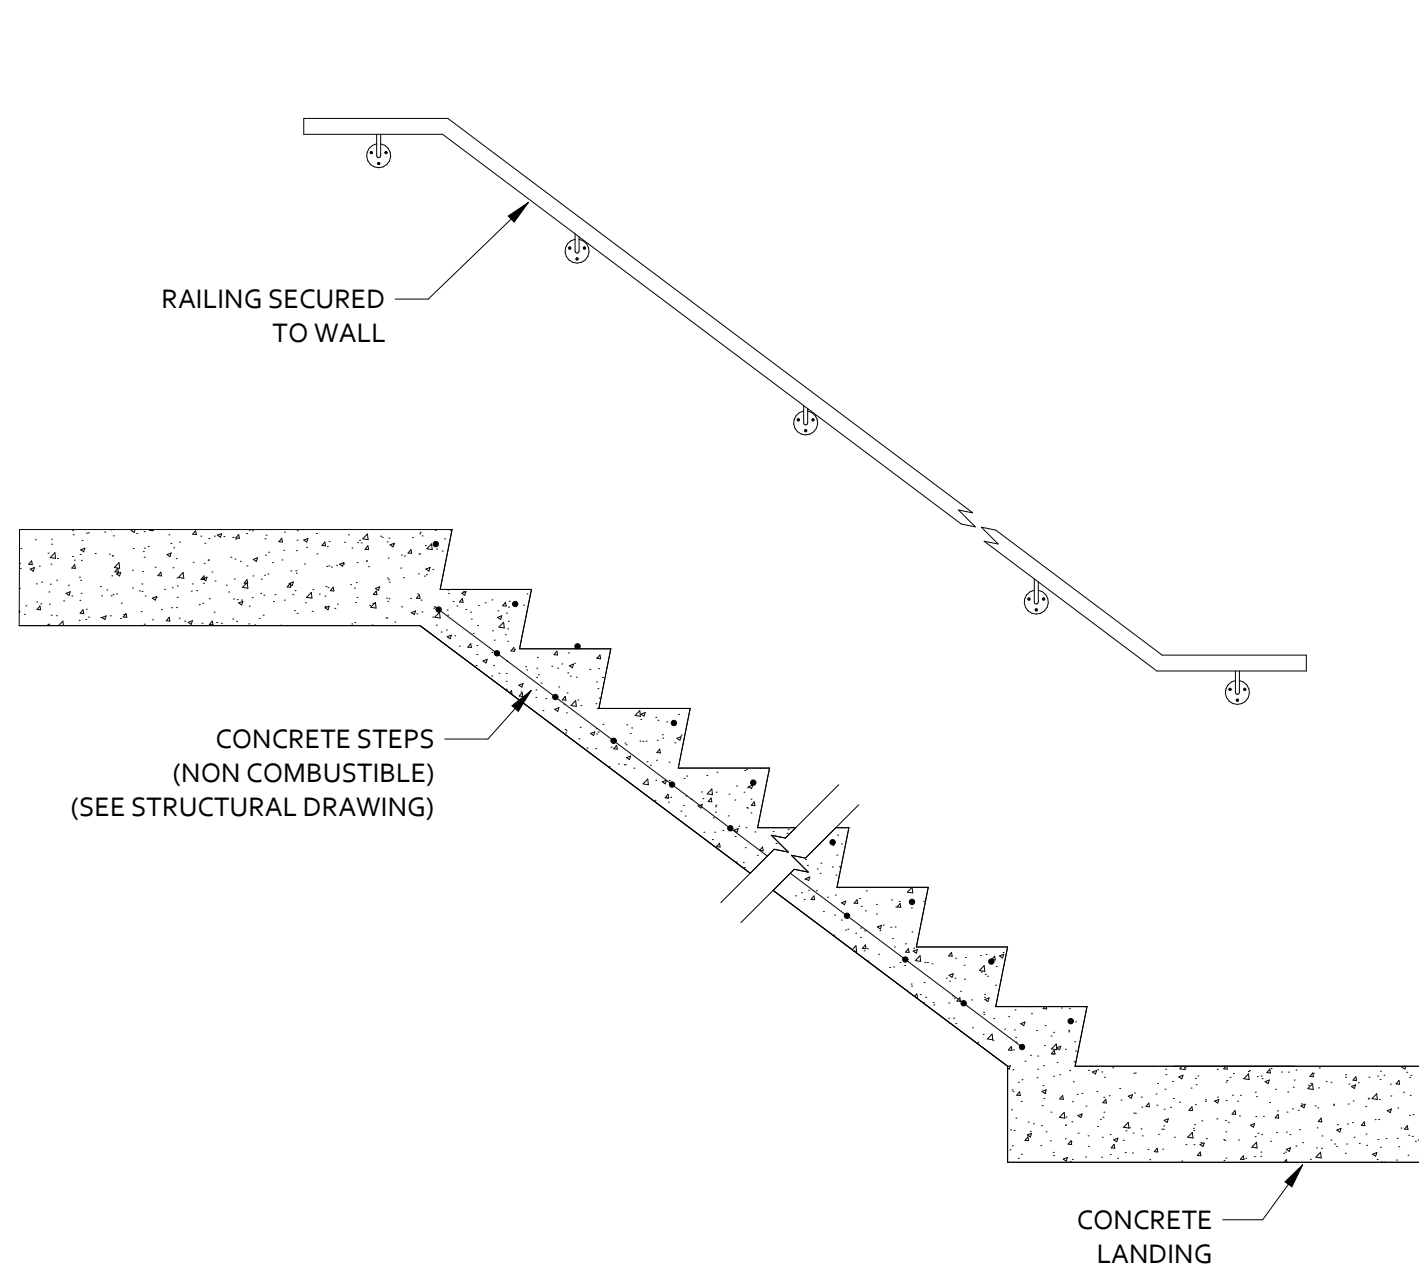 RAILING SECURED
TO WALL
CONCRETE STEPS
(NON COMBUSTIBLE)
(SEE STRUCTURAL DRAWING)
CONCRETE
LANDING